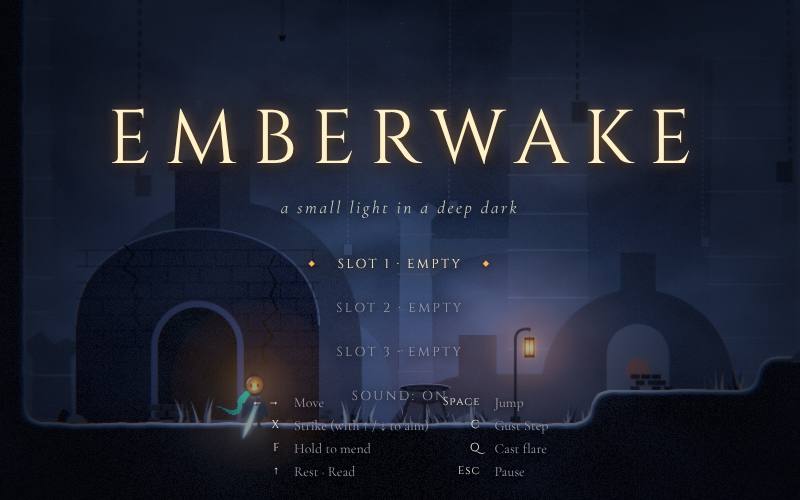 EMBERWAKE
a small light in a deep dark
SLOT 1 · EMPTY
SLOT 2 · EMPTY
SLOT 3 · EMPTY
SOUND: ON
← → Move SPACE Jump
X Strike (with ↑ / ↓ to aim) C Gust Step
F Hold to mend Q Cast flare
↑ Rest · Read ESC Pause